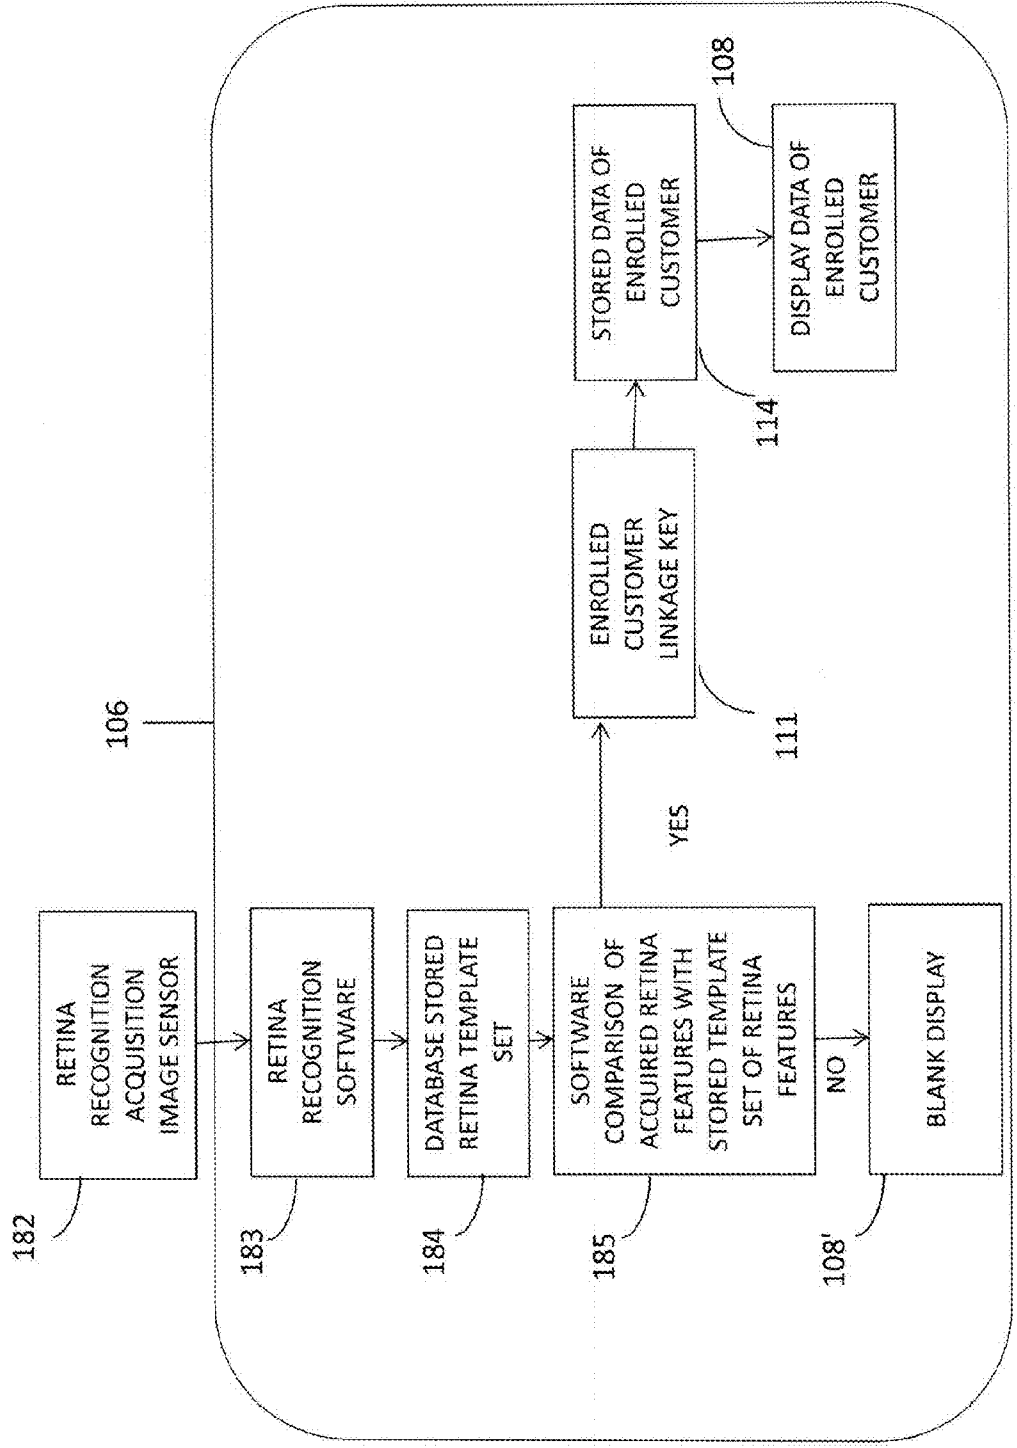 182
RETINA
RECOGNITION
ACQUISITION
IMAGE SENSOR
106
183
RETINA
RECOGNITION
SOFTWARE
184
DATABASE STORED
RETINA TEMPLATE
SET
185
SOFTWARE
COMPARISON OF
ACQUIRED RETINA
FEATURES WITH
STORED TEMPLATE
SET OF RETINA
FEATURES
YES
NO
108'
BLANK DISPLAY
ENROLLED
CUSTOMER
LINKAGE KEY
111
STORED DATA OF
ENROLLED
CUSTOMER
114
108
DISPLAY DATA OF
ENROLLED
CUSTOMER